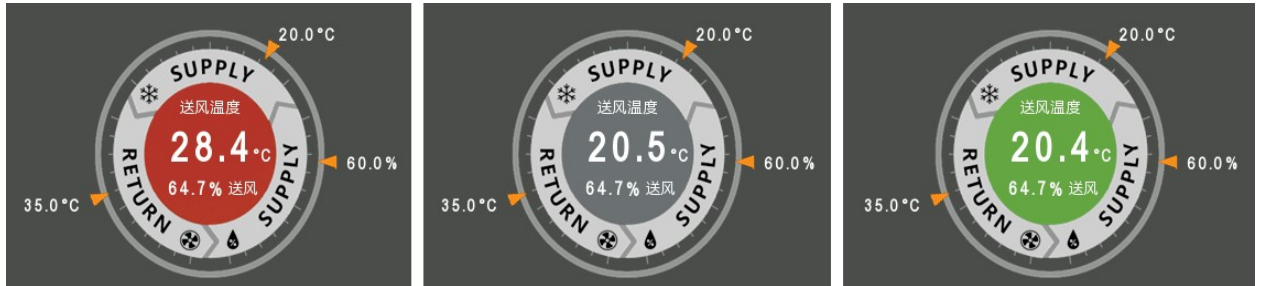 20.0°C
SUPPLY
送风温度
28.4°C
64.7% 送风
60.0%
SUPPLY
RETURN
35.0°C
20.0°C
SUPPLY
送风温度
20.5°C
64.7% 送风
60.0%
SUPPLY
RETURN
35.0°C
20.0°C
SUPPLY
送风温度
20.4°C
64.7% 送风
60.0%
SUPPLY
RETURN
35.0°C